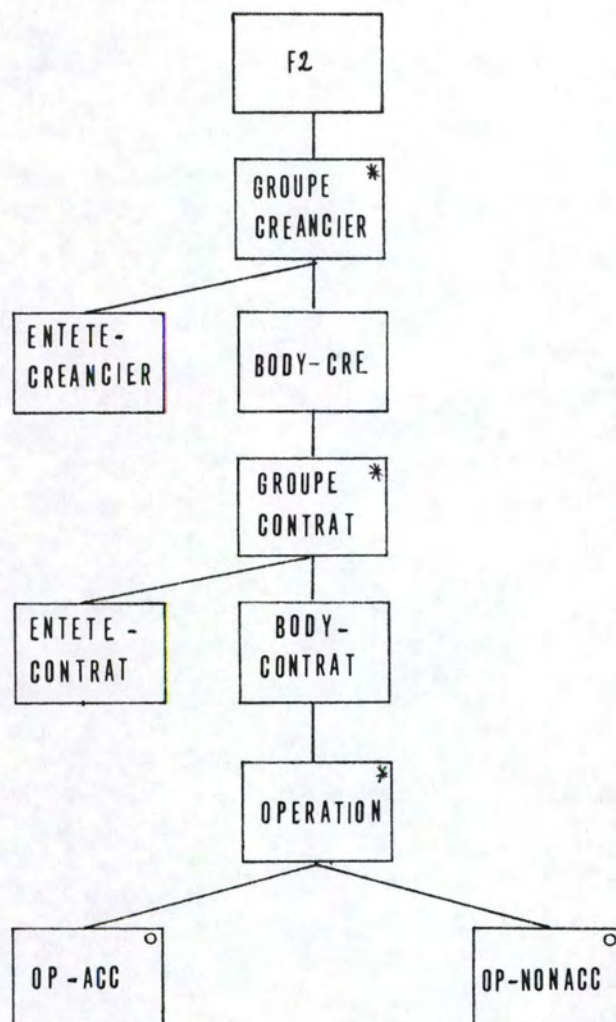 F2
*
GROUPE
CREANCIER
ENTETE-
CREANCIER
BODY-CRE
*
GROUPE
CONTRAT
ENTETE-
CONTRAT
BODY-
CONTRAT
*
OPERATION
O
OP-ACC
O
OP-NONACC